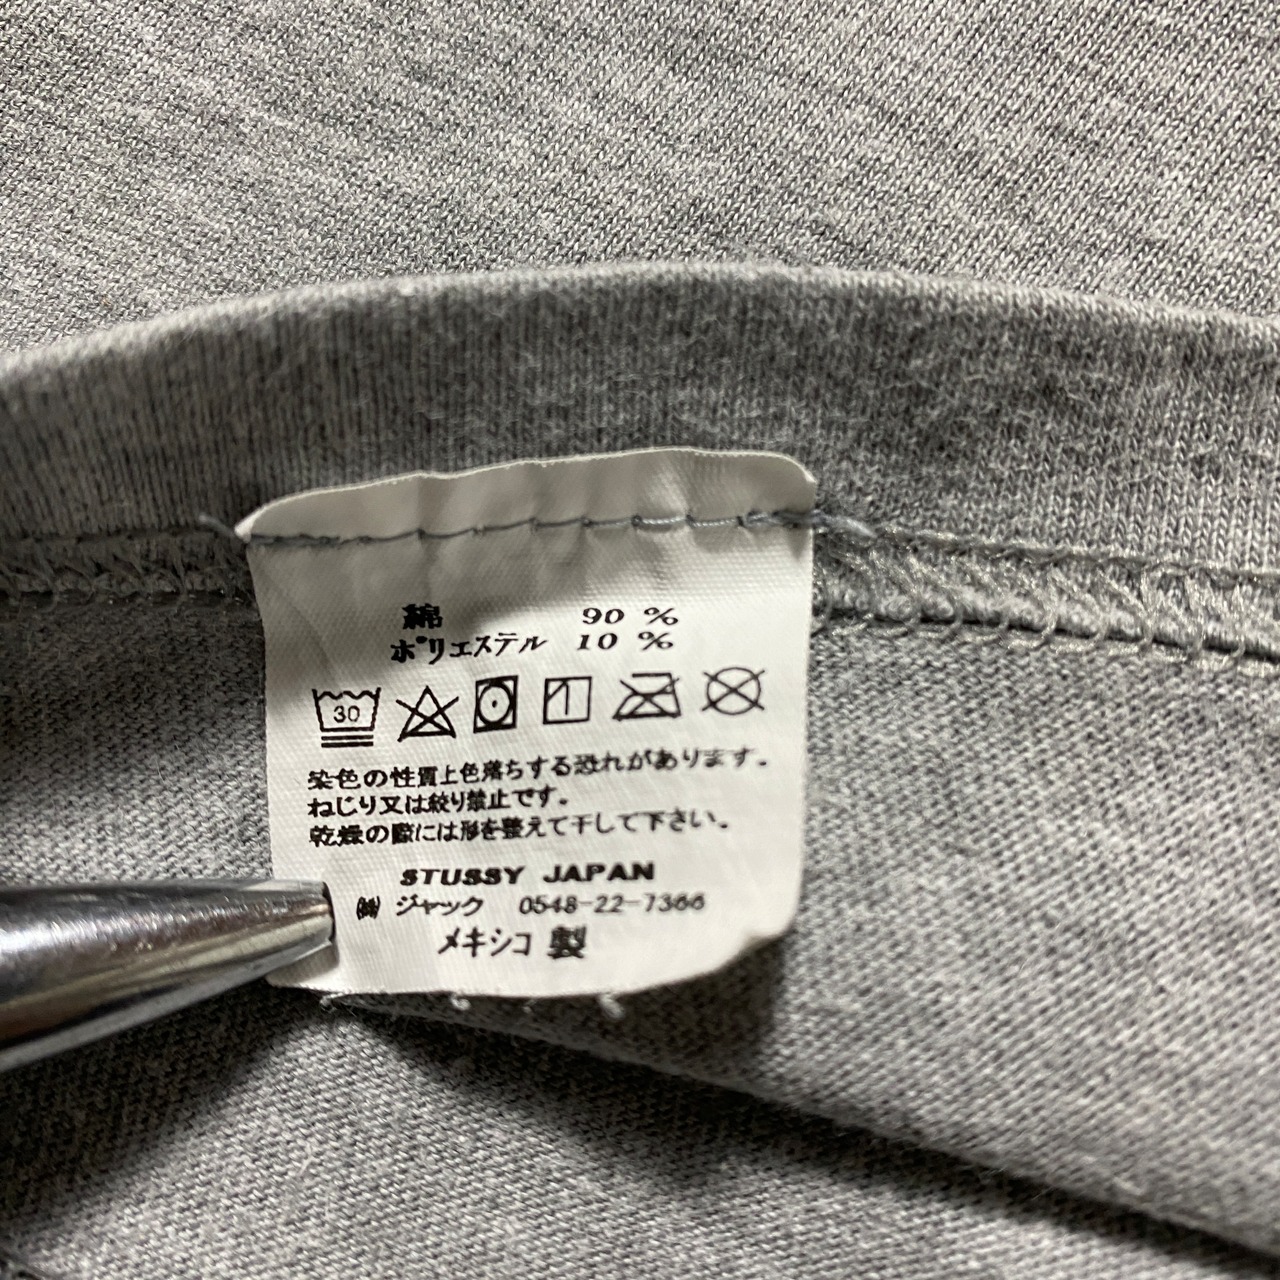 綿 90 %
ポリエステル 10 %
30
染色の性質上色落ちする恐れがあります。
ねじり又は絞り禁止です。
乾燥の際には形を整えて干して下さい。
STUSSY JAPAN
㈱ ジャック 0548-22-7366
メキシコ 製